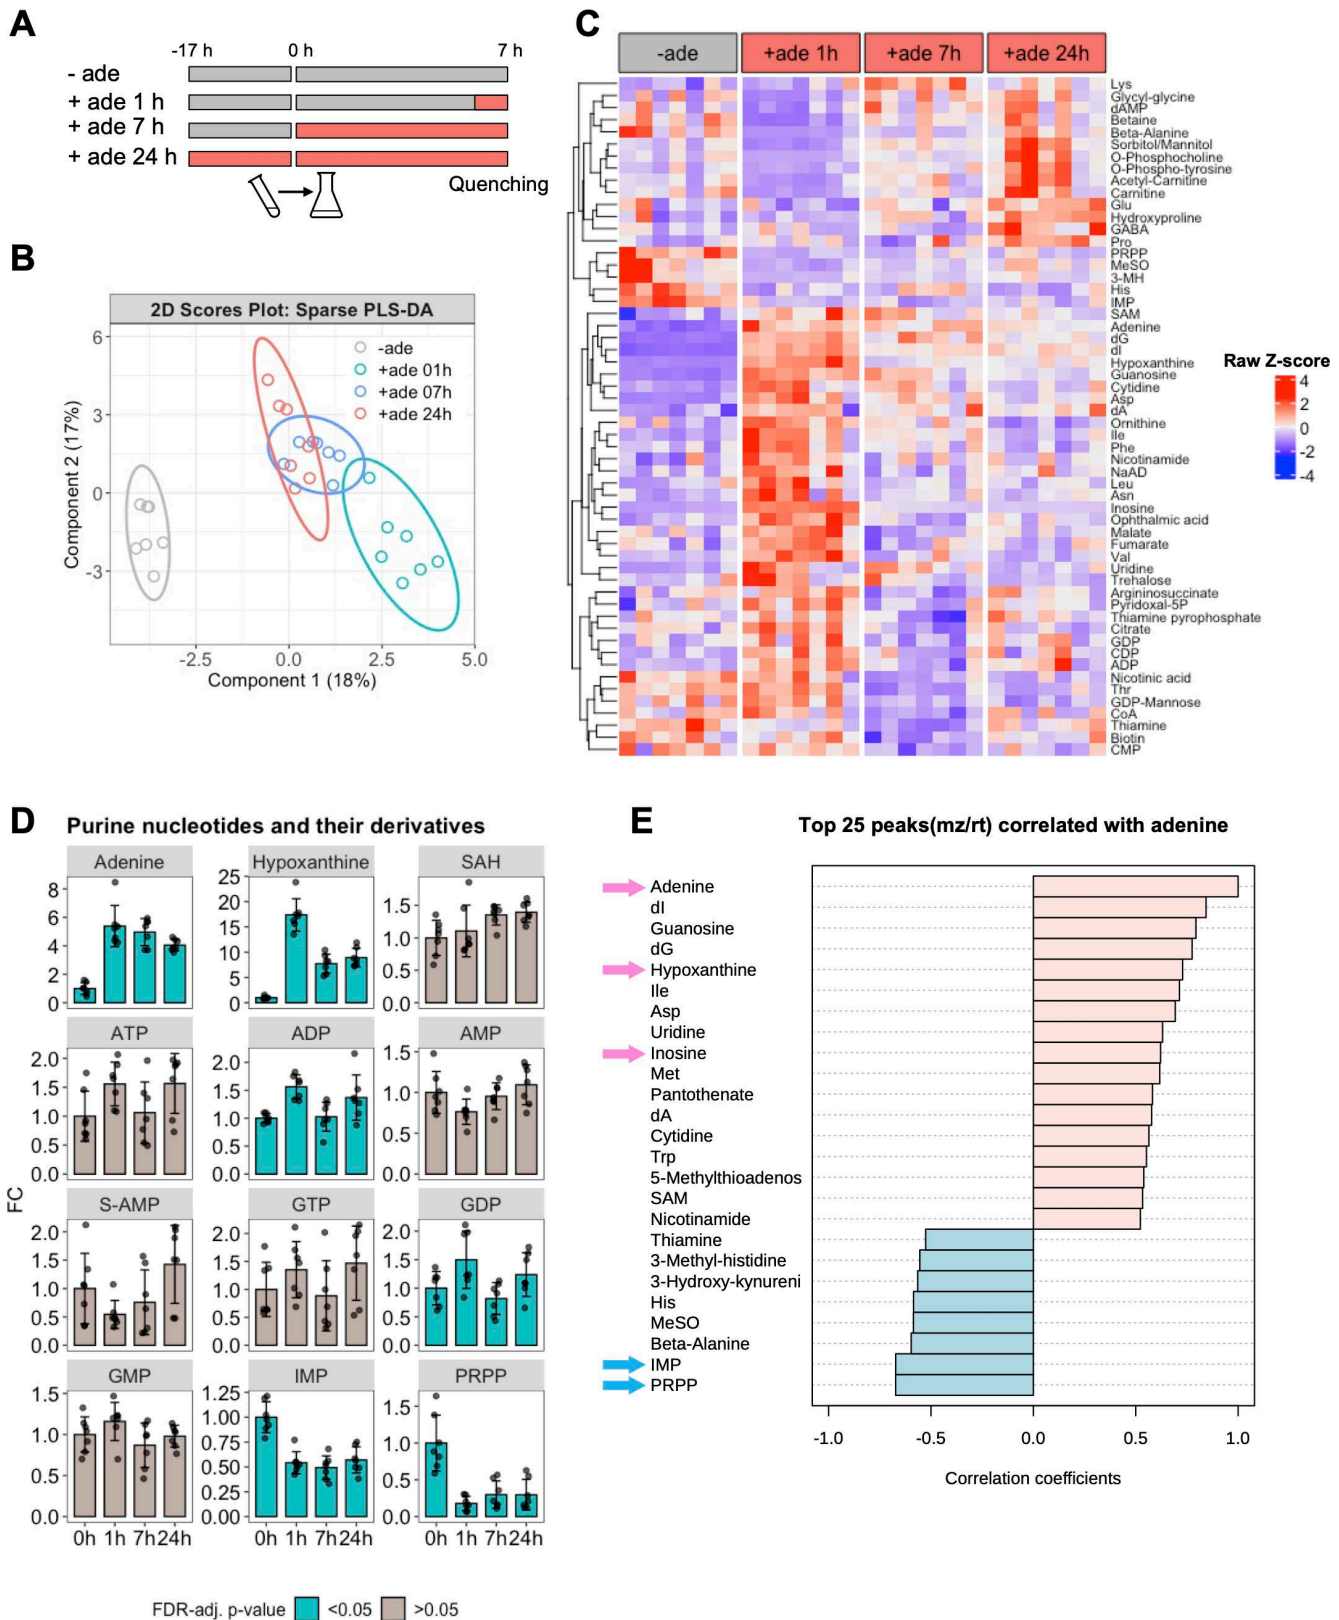 A
-17 h 0 h 7 h
- ade
+ ade 1 h
+ ade 7 h
+ ade 24 h
Quenching
B
2D Scores Plot: Sparse PLS-DA
-ade
+ade 01h
+ade 07h
+ade 24h
Component 2 (17%)
6
3
0
-3
-2.5 0.0 2.5 5.0
Component 1 (18%)
C
-ade +ade 1h +ade 7h +ade 24h
Lys
Glycyl-glycine
dAMP
Betaine
Beta-Alanine
Sorbitol/Mannitol
O-Phosphocholine
O-Phospho-tyrosine
Acetyl-Carnitine
Carnitine
Glu
Hydroxyproline
GABA
Pro
PRPP
MeSO
3-MH
His
IMP
SAM
Adenine
dG
dI
Hypoxanthine
Guanosine
Cytidine
Asp
dA
Ornithine
Ile
Phe
Nicotinamide
NaAD
Leu
Asn
Inosine
Ophthalmic acid
Malate
Fumarate
Val
Uridine
Trehalose
Argininosuccinate
Pyridoxal-5P
Thiamine pyrophosphate
Citrate
GDP
CDP
ADP
Nicotinic acid
Thr
GDP-Mannose
CoA
Thiamine
Biotin
CMP
Raw Z-score
4
2
0
-2
-4
D
Purine nucleotides and their derivatives
Adenine Hypoxanthine SAH
8
6
4
2
0
25
20
15
10
5
0
1.5
1.0
0.5
0.0
ATP ADP AMP
2.0
1.5
1.0
0.5
0.0
2.0
1.5
1.0
0.5
0.0
1.5
1.0
0.5
0.0
FC
S-AMP GTP GDP
2.0
1.5
1.0
0.5
0.0
2.0
1.5
1.0
0.5
0.0
2.0
1.5
1.0
0.5
0.0
GMP IMP PRPP
1.5
1.0
0.5
0.0
1.25
1.00
0.75
0.50
0.25
0.00
1.5
1.0
0.5
0.0
0h 1h 7h 24h 0h 1h 7h 24h 0h 1h 7h 24h
FDR-adj. p-value <0.05 >0.05
E
Top 25 peaks(mz/rt) correlated with adenine
Adenine
dI
Guanosine
dG
Hypoxanthine
Ile
Asp
Uridine
Inosine
Met
Pantothenate
dA
Cytidine
Trp
5-Methylthioadenos
SAM
Nicotinamide
Thiamine
3-Methyl-histidine
3-Hydroxy-kynureni
His
MeSO
Beta-Alanine
IMP
PRPP
-1.0 -0.5 0.0 0.5 1.0
Correlation coefficients